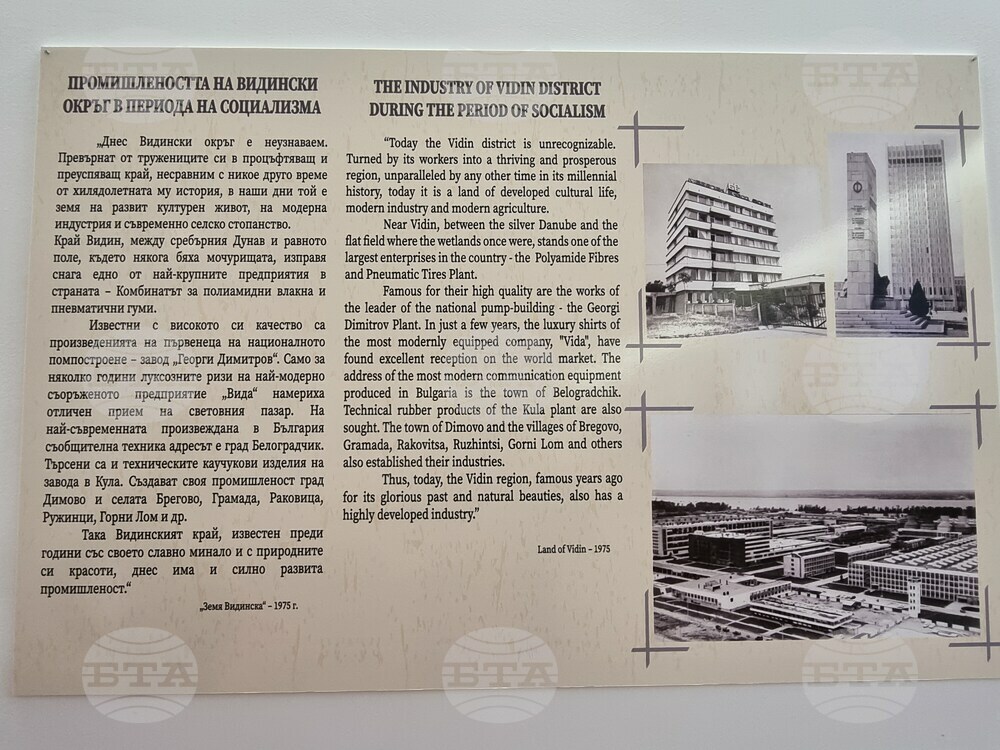 ПРОМИШЛЕНОСТТА НА ВИДИНСКИ
ОКРЪГ В ПЕРИОДА НА СОЦИАЛИЗМА
„Днес Видински окръг е неузнаваем.
Превърнат от тружениците си в процъфтяващ и
преуспяващ край, несравним с никое друго време
от хилядолетната му история, в наши дни той е
земя на развит културен живот, на модерна
индустрия и съвременно селско стопанство.
Край Видин, между сребърния Дунав и равното
поле, където някога бяха мочурищата, изправя
снага едно от най-крупните предприятия в
страната – Комбинатът за полиамидни влакна и
пневматични гуми.
Известни с високото си качество са
произведенията на първенеца на националното
помпостроене – завод „Георги Димитров“. Само за
няколко години луксозните ризи на най-модерно
съоръженото предприятие „Вида“ намериха
отличен прием на световния пазар. На
най-съвременната произвеждана в България
съобщителна техника адресът е град Белоградчик.
Търсени са и техническите каучукови изделия на
завода в Кула. Създават своя промишленост град
Димово и селата Брегово, Грамада, Раковица,
Ружинци, Горни Лом и др.
Така Видинският край, известен преди
години със своето славно минало и с природните
си красоти, днес има и силно развита
промишленост.“
„Земя Видинска“ – 1975 г.
THE INDUSTRY OF VIDIN DISTRICT
DURING THE PERIOD OF SOCIALISM
“Today the Vidin district is unrecognizable.
Turned by its workers into a thriving and prosperous
region, unparalleled by any other time in its millennial
history, today it is a land of developed cultural life,
modern industry and modern agriculture.
Near Vidin, between the silver Danube and the
flat field where the wetlands once were, stands one of the
largest enterprises in the country - the Polyamide Fibres
and Pneumatic Tires Plant.
Famous for their high quality are the works of
the leader of the national pump-building - the Georgi
Dimitrov Plant. In just a few years, the luxury shirts of
the most modernly equipped company, "Vida", have
found excellent reception on the world market. The
address of the most modern communication equipment
produced in Bulgaria is the town of Belogradchik.
Technical rubber products of the Kula plant are also
sought. The town of Dimovo and the villages of Bregovo,
Gramada, Rakovitsa, Ruzhintsi, Gorni Lom and others
also established their industries.
Thus, today, the Vidin region, famous years ago
for its glorious past and natural beauties, also has a
highly developed industry.”
Land of Vidin – 1975
БТА
БТА
БТА
БТА
БТА
БТА